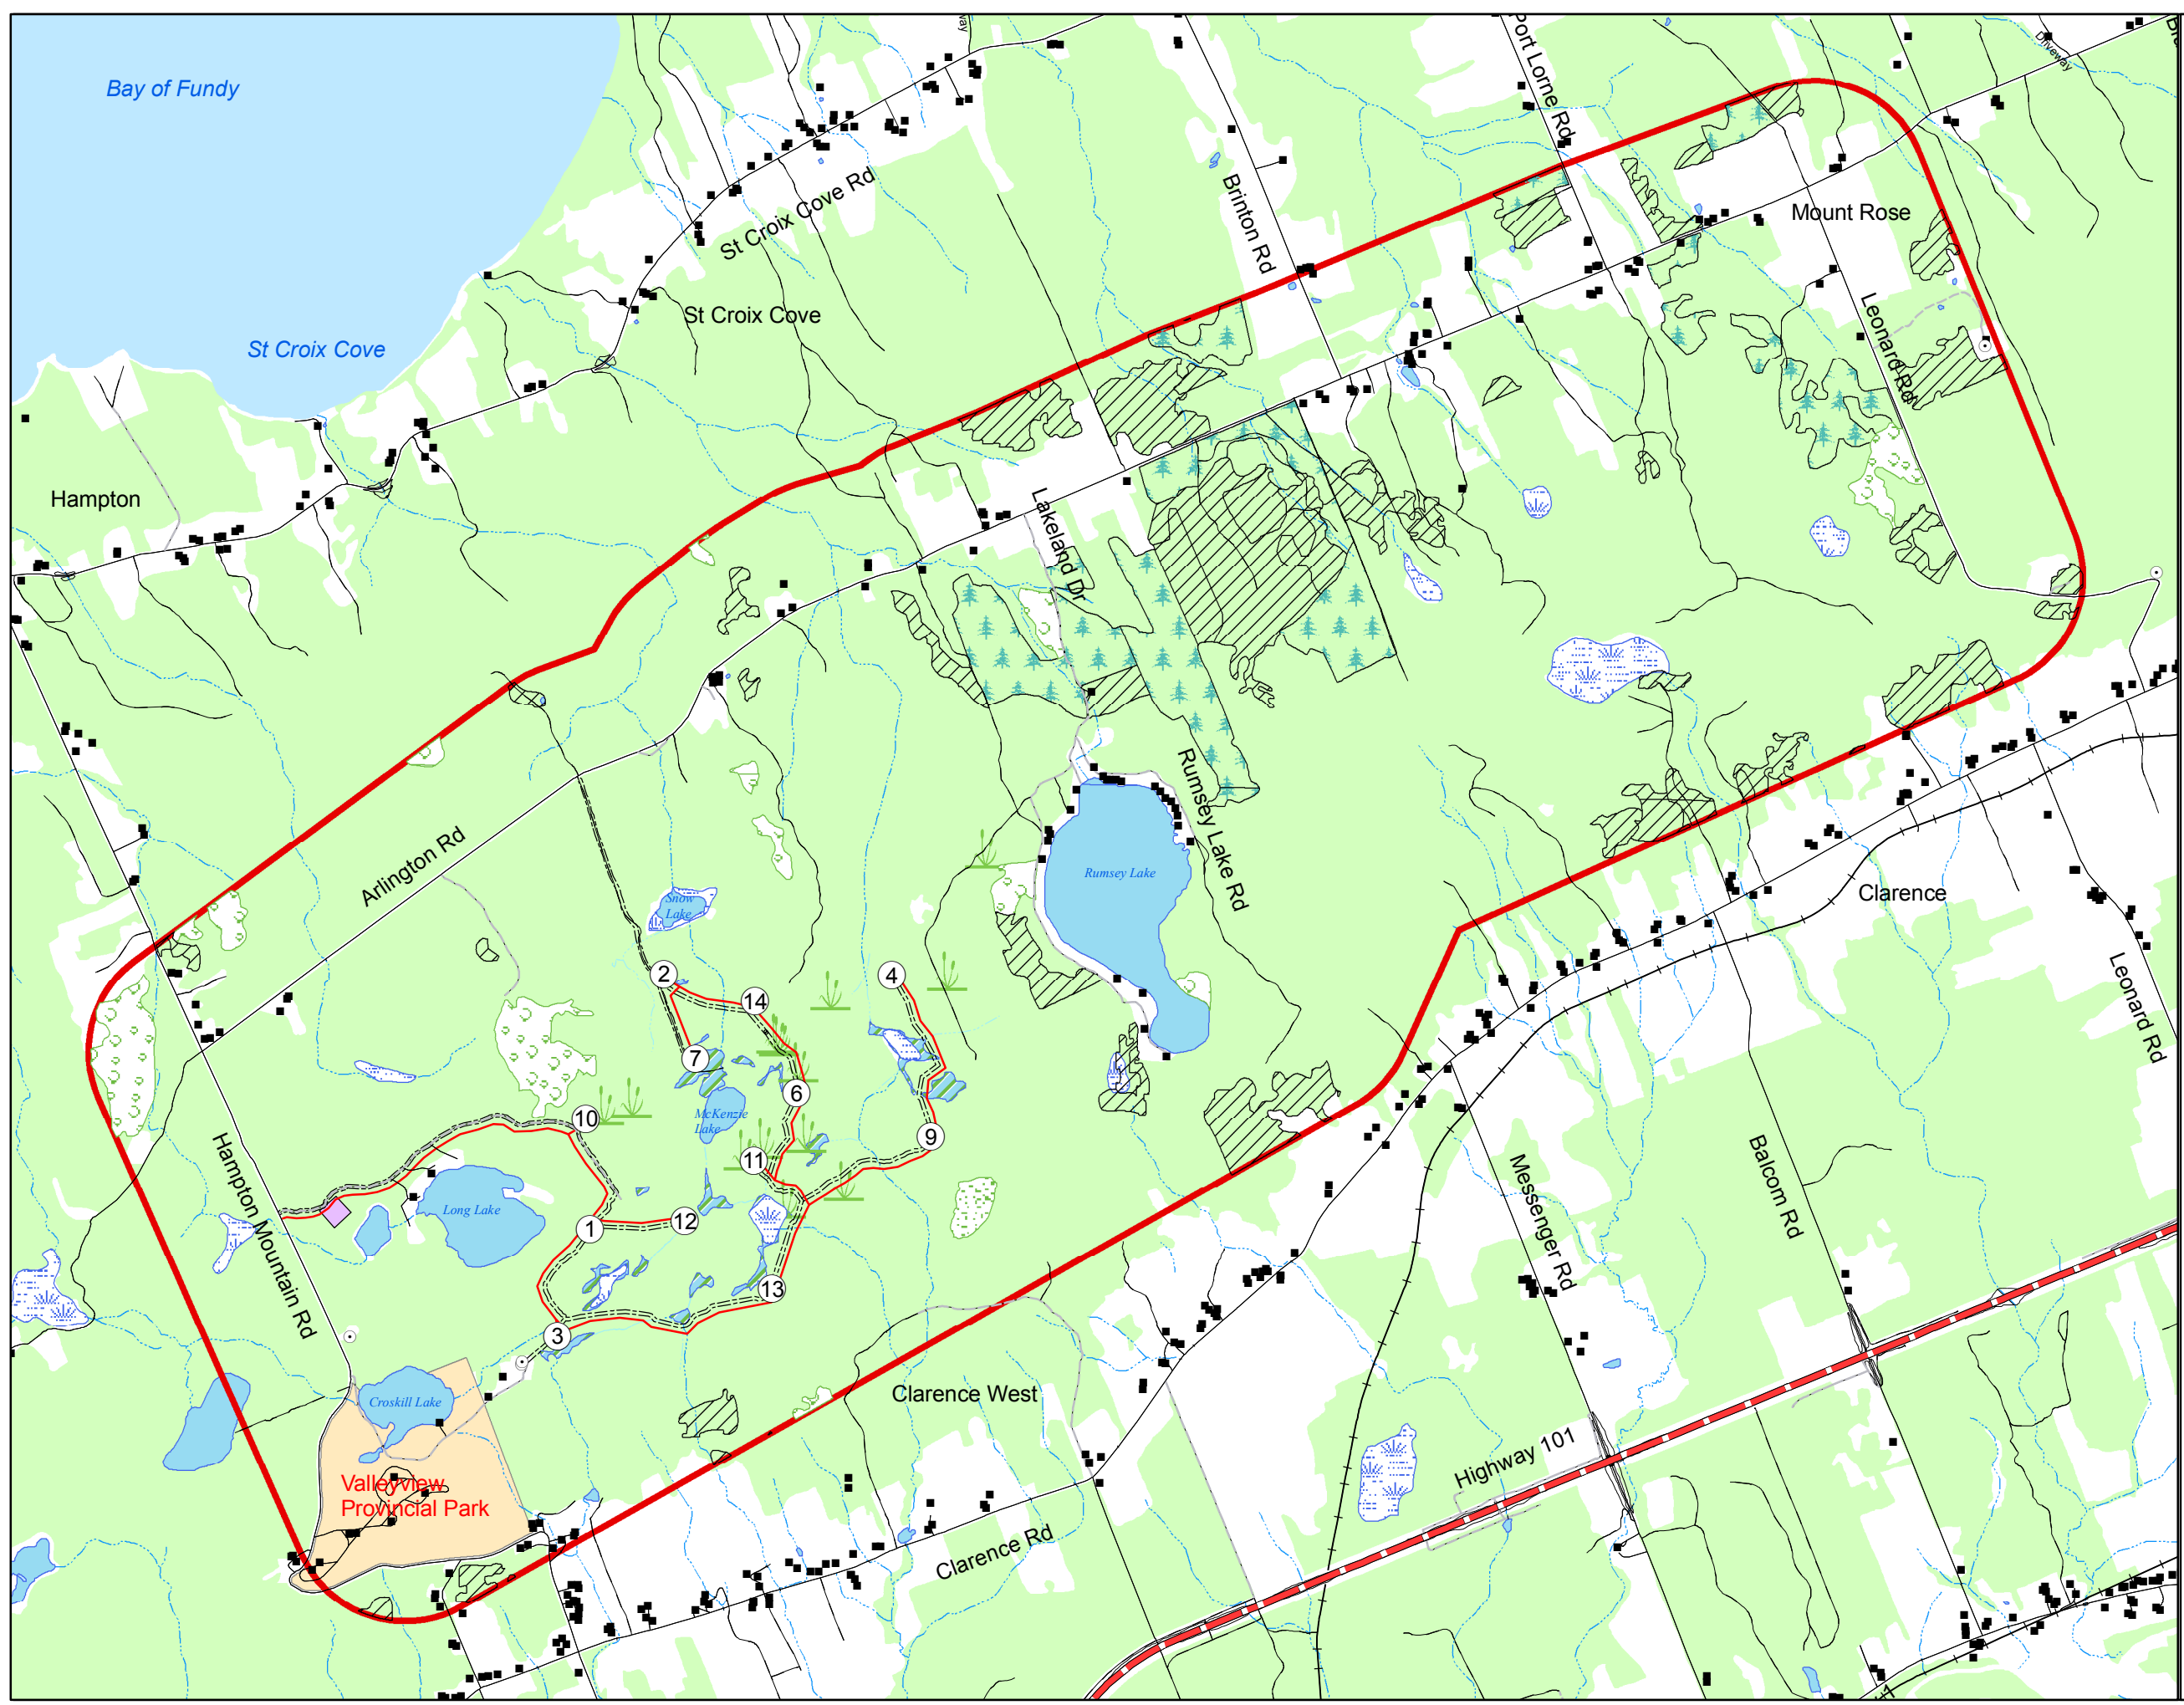 way
Port Lorne Rd
Driveway
Bay of Fundy
St Croix Cove Rd
Brinton Rd
Mount Rose
St Croix Cove
St Croix Cove
Leonard Rd
Hampton
Lakeland Dr
Arlington Rd
Rumsey Lake
Rumsey Lake Rd
Snow
Lake
Clarence
2
4
14
Leonard Rd
7
6
McKenzie
Lake
10
9
11
Hampton Mountain Rd
Long Lake
Messenger Rd
Balcom Rd
1
12
13
3
Clarence West
Croskill Lake
Highway 101
Valleyview
Provincial Park
Clarence Rd